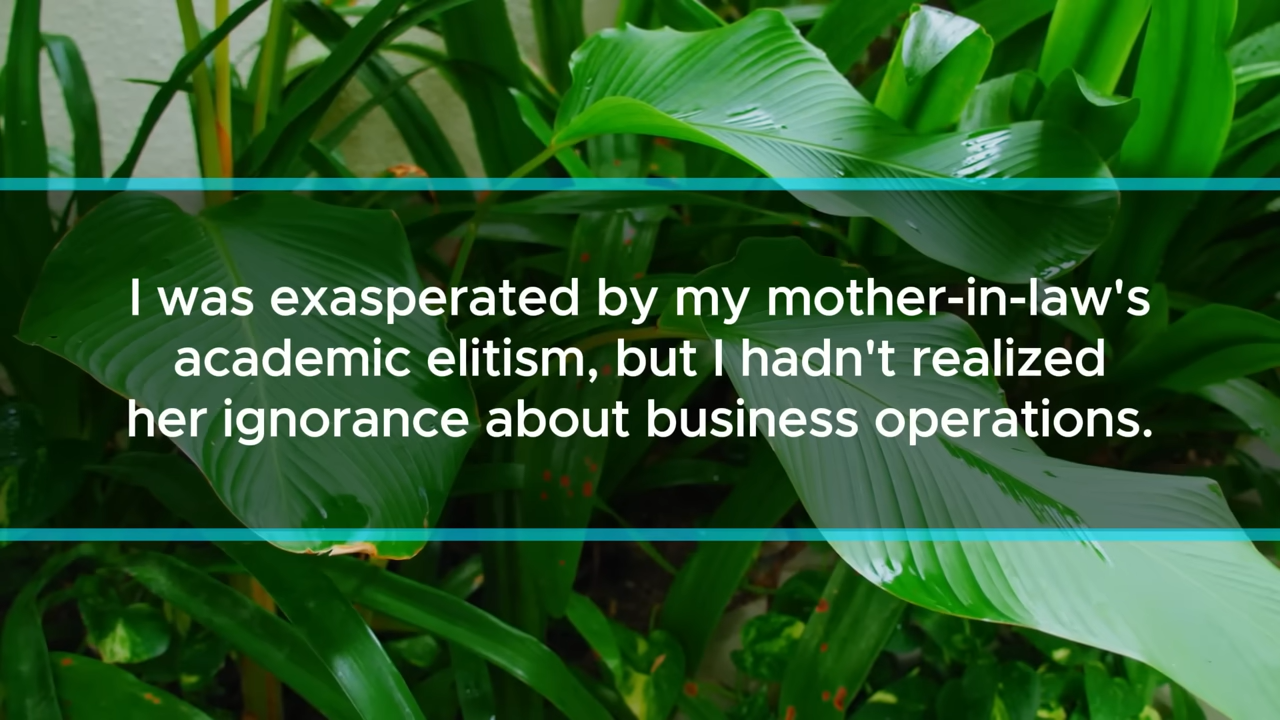 I was exasperated by my mother-in-law's
academic elitism, but I hadn't realized
her ignorance about business operations.